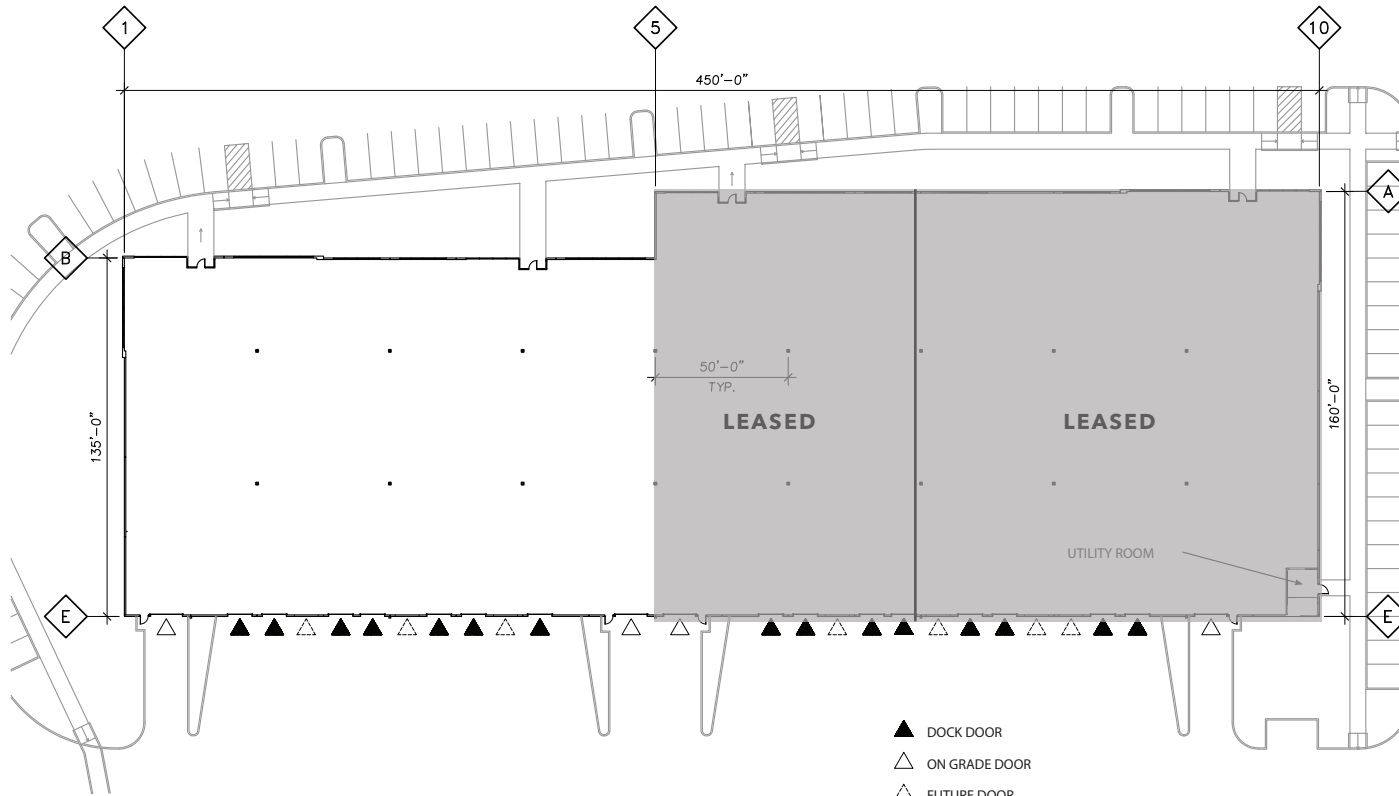 1
5
10
450'-0"
A
B
50'-0"
TYP.
135'-0"
LEASED
LEASED
160'-0"
UTILITY ROOM
E
E
DOCK DOOR
ON GRADE DOOR
FUTURE DOOR